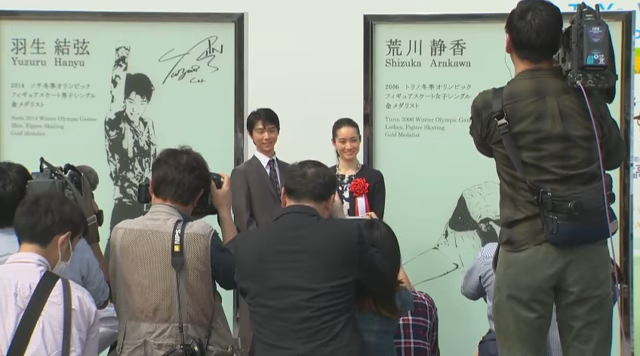 羽生 結弦
Yuzuru Hanyu
2014 ソチ冬季オリンピック
フィギュアスケート男子シングル
金メダリスト
Sochi 2014 Winter Olympic Games
Men, Figure Skating
Gold Medalist
荒川 静香
Shizuka Arakawa
2006 トリノ冬季オリンピック
フィギュアスケート女子シングル
金メダリスト
Turin 2006 Winter Olympic Gam
Ladies, Figure Skating
Gold Medalist
Nikon